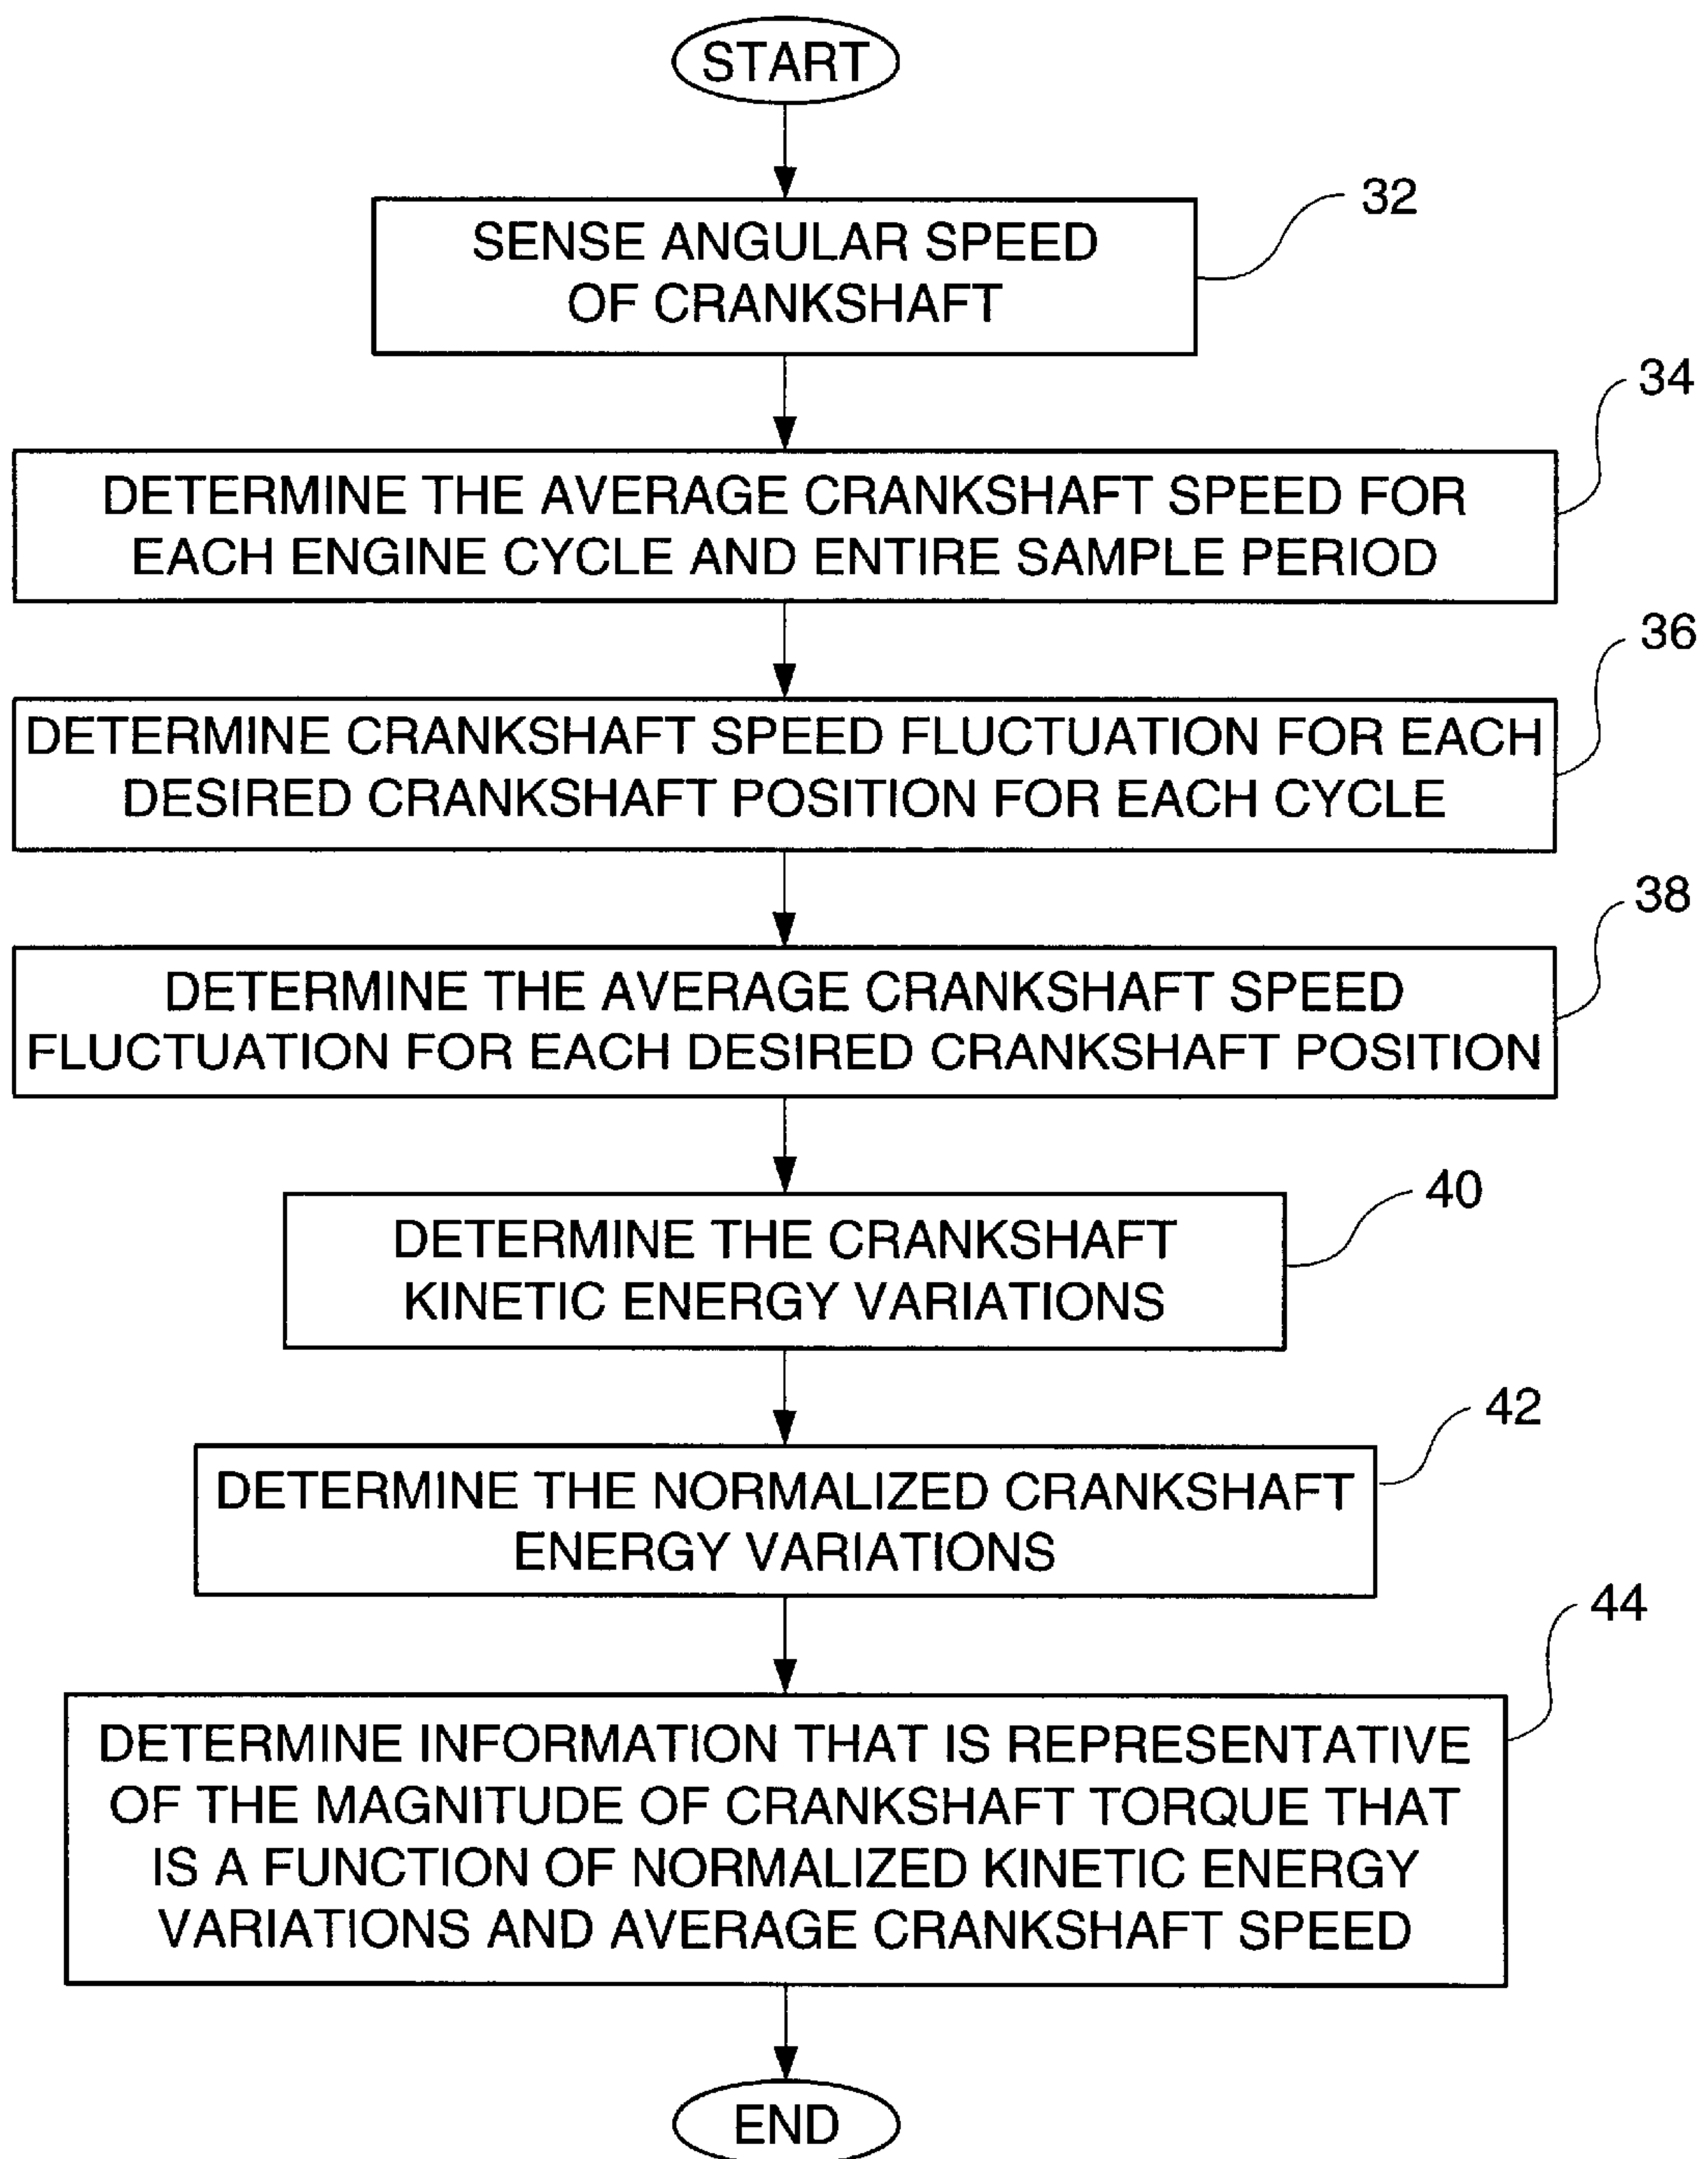 START
SENSE ANGULAR SPEED
OF CRANKSHAFT
32
DETERMINE THE AVERAGE CRANKSHAFT SPEED FOR
EACH ENGINE CYCLE AND ENTIRE SAMPLE PERIOD
34
DETERMINE CRANKSHAFT SPEED FLUCTUATION FOR EACH
DESIRED CRANKSHAFT POSITION FOR EACH CYCLE
36
DETERMINE THE AVERAGE CRANKSHAFT SPEED
FLUCTUATION FOR EACH DESIRED CRANKSHAFT POSITION
38
DETERMINE THE CRANKSHAFT
KINETIC ENERGY VARIATIONS
40
DETERMINE THE NORMALIZED CRANKSHAFT
ENERGY VARIATIONS
42
DETERMINE INFORMATION THAT IS REPRESENTATIVE
OF THE MAGNITUDE OF CRANKSHAFT TORQUE THAT
IS A FUNCTION OF NORMALIZED KINETIC ENERGY
VARIATIONS AND AVERAGE CRANKSHAFT SPEED
44
END